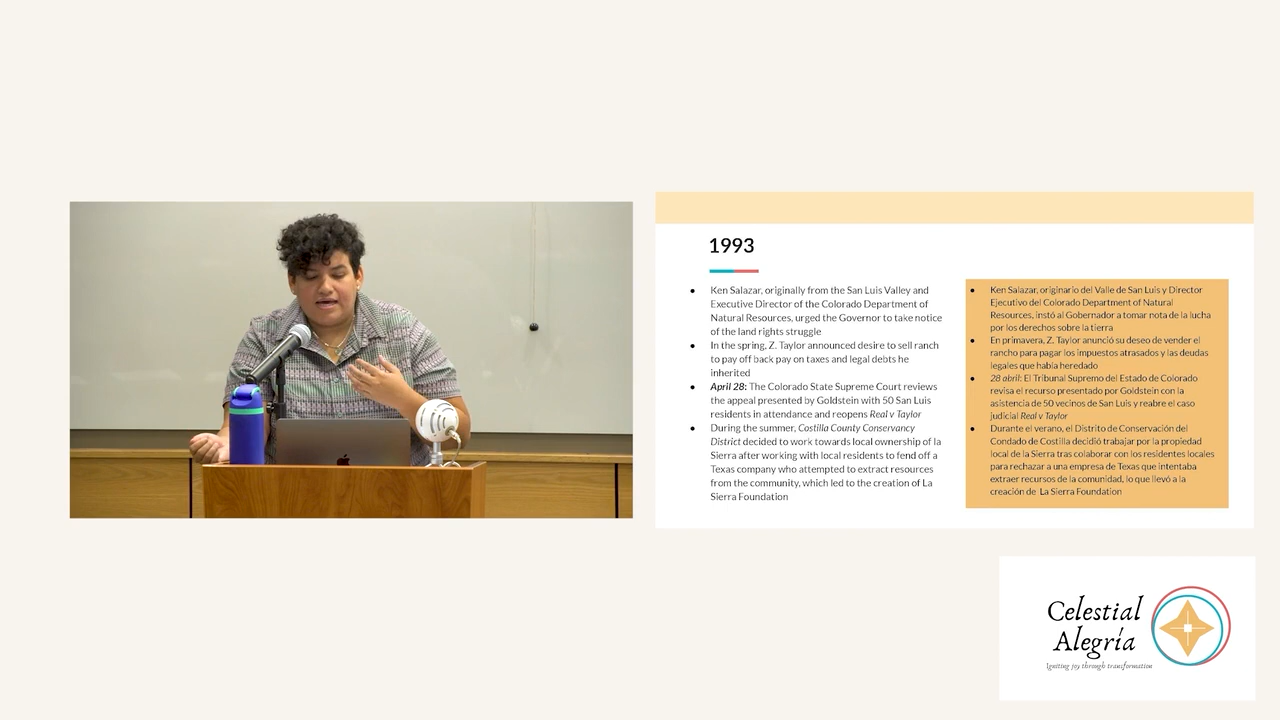 1993
● Ken Salazar, originally from the San Luis Valley and
Executive Director of the Colorado Department of
Natural Resources, urged the Governor to take notice
of the land rights struggle
● In the spring, Z. Taylor announced desire to sell ranch
to pay off back pay on taxes and legal debts he
inherited
● April 28: The Colorado State Supreme Court reviews
the appeal presented by Goldstein with 50 San Luis
residents in attendance and reopens Real v Taylor
● During the summer, Costilla County Conservancy
District decided to work towards local ownership of la
Sierra after working with local residents to fend off a
Texas company who attempted to extract resources
from the community, which led to the creation of La
Sierra Foundation
● Ken Salazar, originario del Valle de San Luis y Director
Ejecutivo del Colorado Department of Natural
Resources, instó al Gobernador a tomar nota de la lucha
por los derechos sobre la tierra
● En primavera, Z. Taylor anunció su deseo de vender el
rancho para pagar los impuestos atrasados y las deudas
legales que había heredado
● 28 abril: El Tribunal Supremo del Estado de Colorado
revisa el recurso presentado por Goldstein con la
asistencia de 50 vecinos de San Luis y reabre el caso
judicial Real v Taylor
● Durante el verano, el Distrito de Conservación del
Condado de Costilla decidió trabajar por la propiedad
local de la Sierra tras colaborar con los residentes locales
para rechazar a una empresa de Texas que intentaba
extraer recursos de la comunidad, lo que llevó a la
creación de La Sierra Foundation
Celestial
Alegría
Igniting joy through transformation